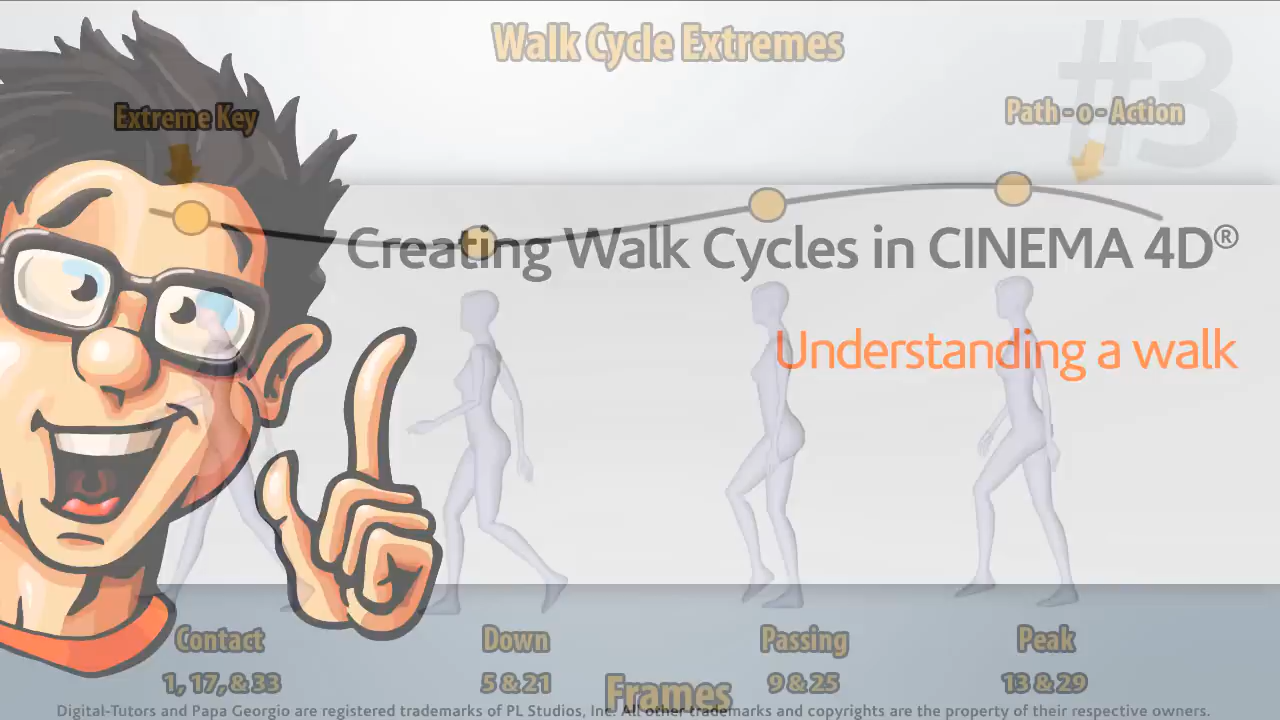 Walk Cycle Extremes
#3
Extreme Key
Path-o-Action
Creating Walk Cycles in CINEMA 4D®
Understanding a walk
Contact
Down
Passing
Peak
1, 17, & 33
5 & 21
9 & 25
13 & 29
Frames
Digital-Tutors and Papa Georgio are registered trademarks of PL Studios, Inc. All other trademarks and copyrights are the property of their respective owners.